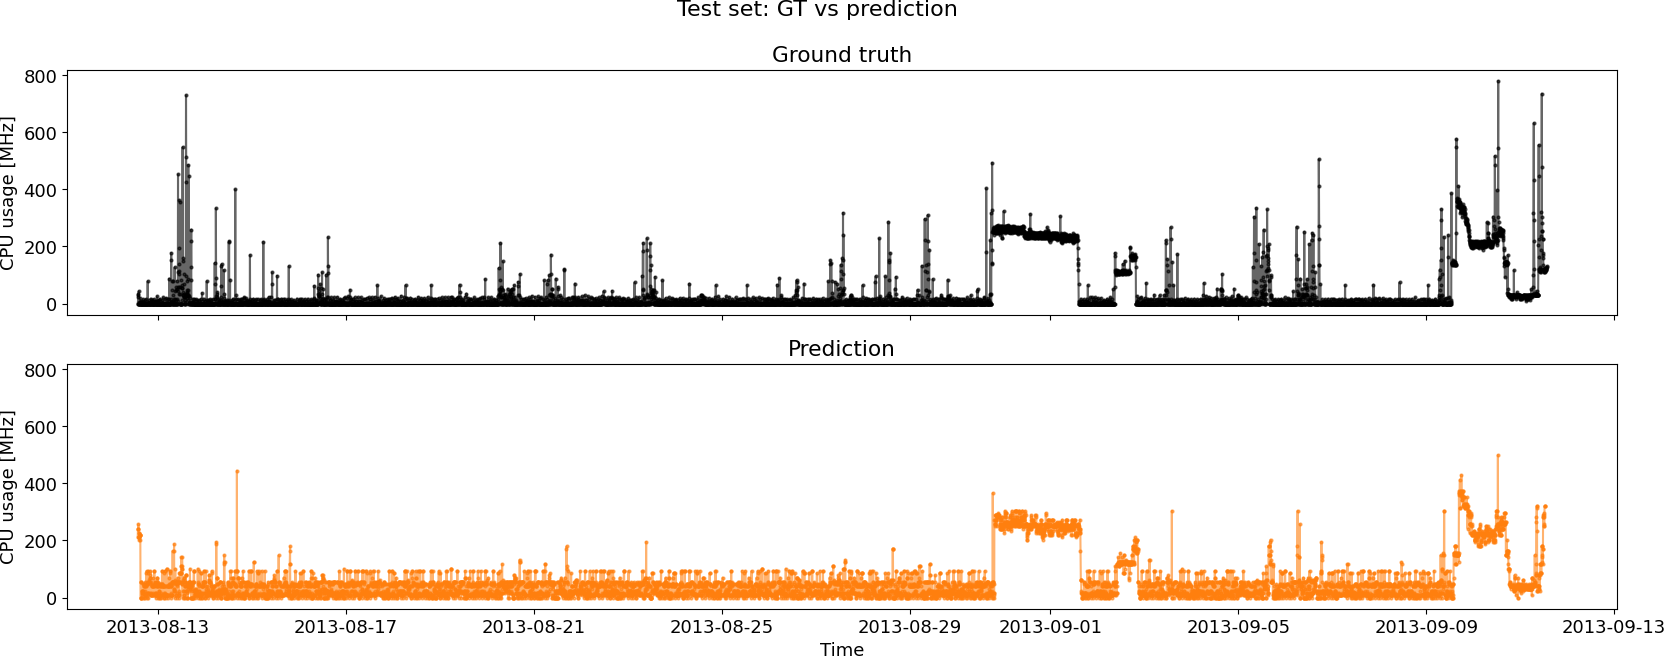 Test set: GT vs prediction
Ground truth
CPU usage [MHz]
800
600
400
200
0
Prediction
CPU usage [MHz]
800
600
400
200
0
2013-08-13 2013-08-17 2013-08-21 2013-08-25 2013-08-29 2013-09-01 2013-09-05 2013-09-09 2013-09-13
Time